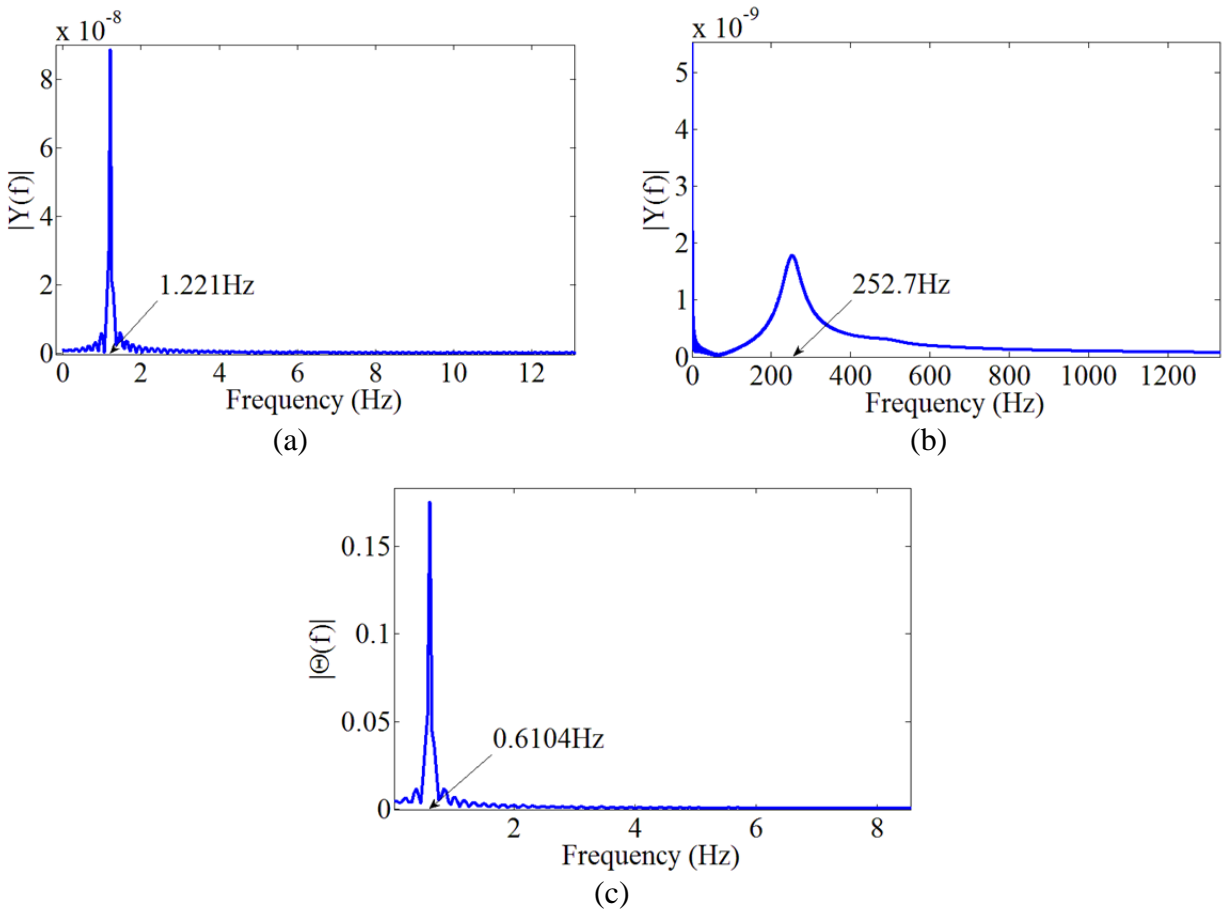 x 10-8
8
6
4
2
0
|Y(f)|
1.221Hz
0 2 4 6 8 10 12
Frequency (Hz)
(a)
x 10-9
5
4
3
2
1
0
|Y(f)|
252.7Hz
0 200 400 600 800 1000 1200
Frequency (Hz)
(b)
0.15
0.1
0.05
0
|Θ(f)|
0.6104Hz
2 4 6 8
Frequency (Hz)
(c)